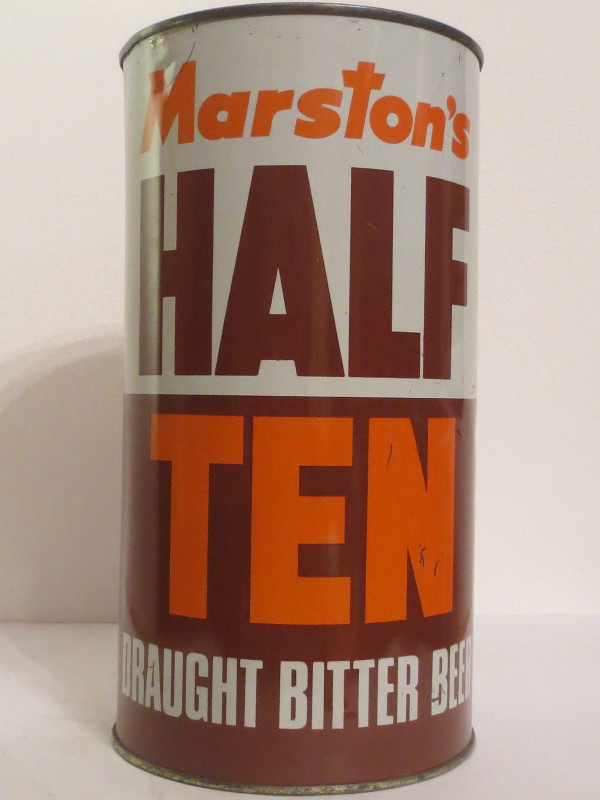 Marston's
HALF
TEN
DRAUGHT BITTER BEER